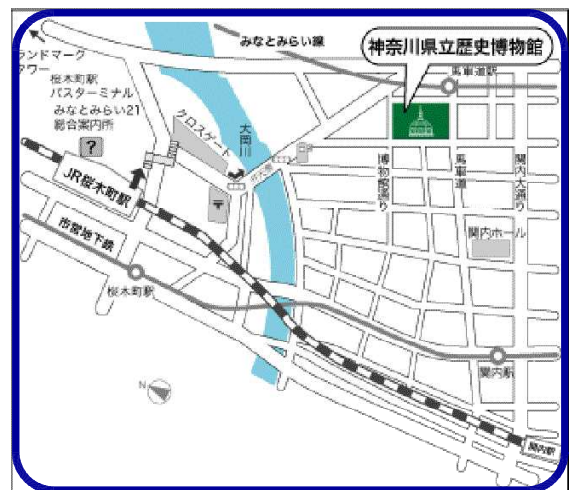 みなとみらい線
神奈川県立歴史博物館
馬車道駅
ランドマーク
タワー
桜木町駅
バスターミナル
みなとみらい21
総合案内所
?
クロスゲート
大岡川
弁天橋
博物館通り
馬車道
関内大通り
JR桜木町駅
〒
関内ホール
市営地下鉄
桜木町駅
関内駅
N
関内駅